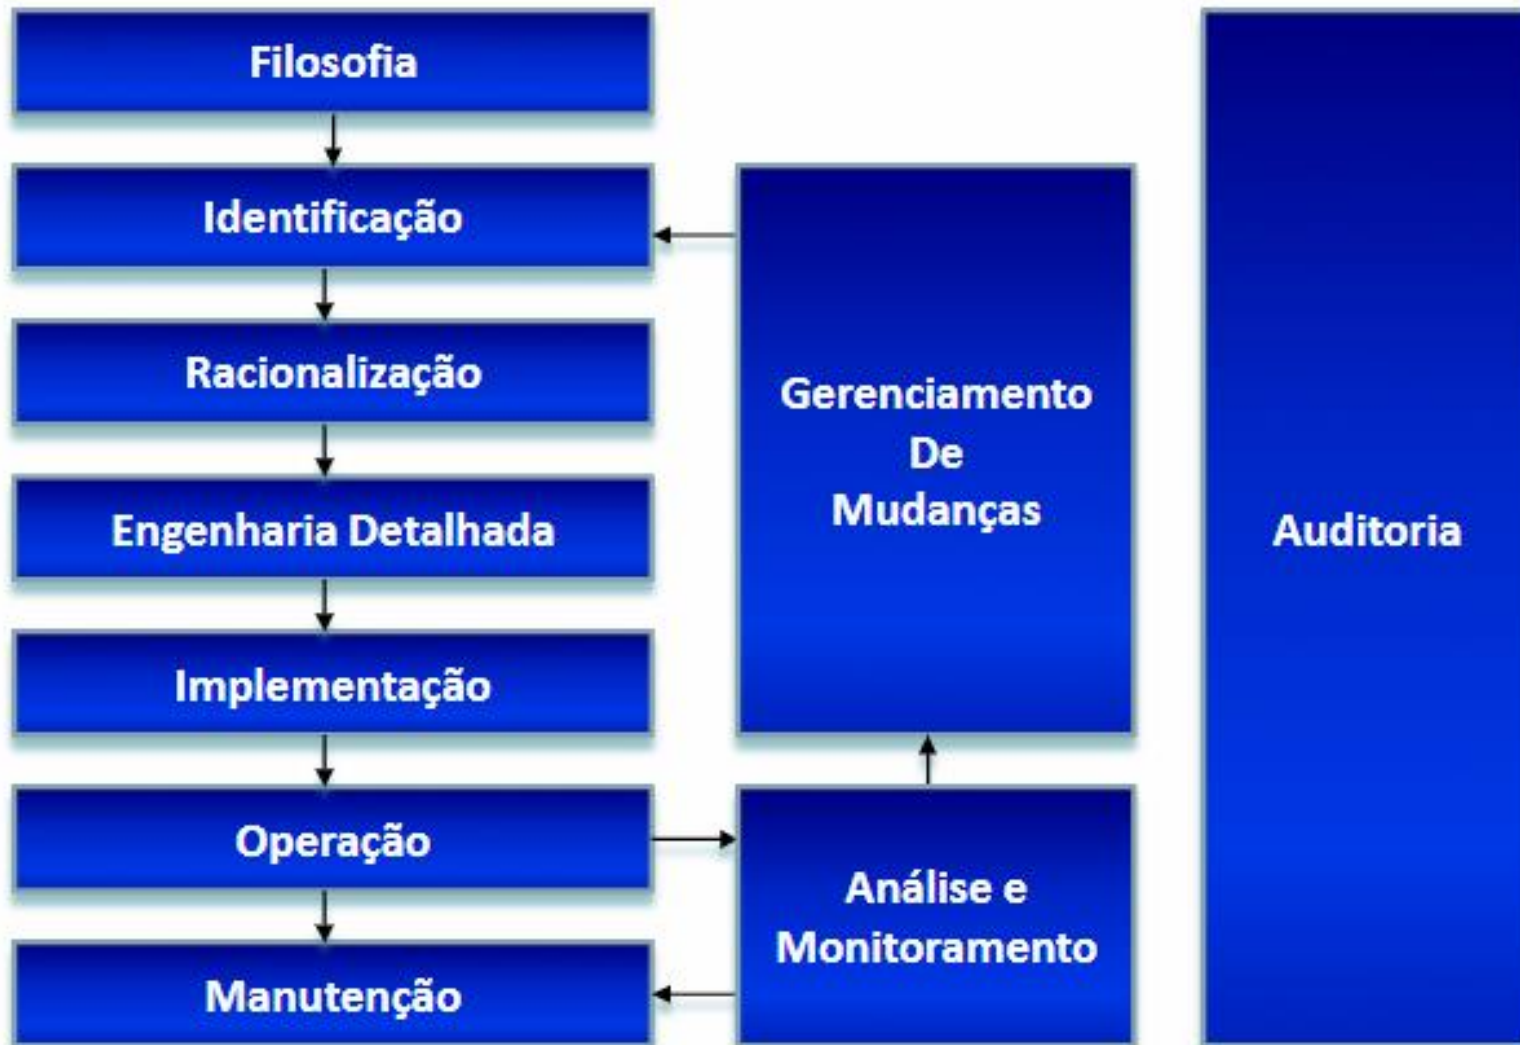 Filosofia
Identificação
Racionalização
Engenharia Detalhada
Implementação
Operação
Manutenção
Gerenciamento
De
Mudanças
Análise e
Monitoramento
Auditoria